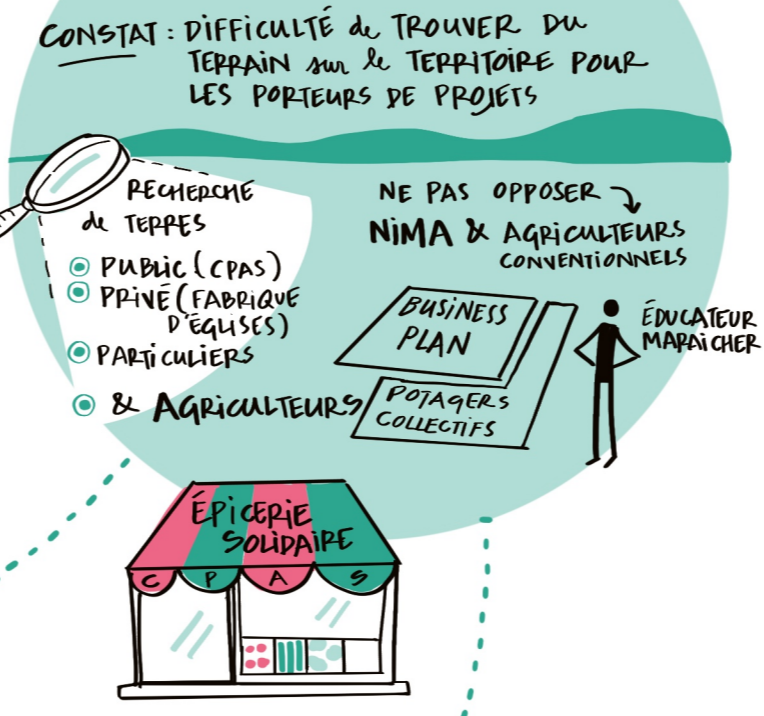 CONSTAT : DIFFICULTÉ de TROUVER DU
TERRAIN sur le TERRITOIRE POUR
LES PORTEURS DE PROJETS
RECHERCHE
de TERRES
PUBLIC (CPAS)
PRIVÉ (FABRIQUE
D'ÉGLISES)
PARTICULIERS
& AGRICULTEURS
NE PAS OPPOSER
NIMA & AGRICULTEURS
CONVENTIONNELS
BUSINESS
PLAN
POTAGERS
COLLECTIFS
ÉDUCATEUR
MARAÎCHER
ÉPICERIE
SOLIDAIRE
C P A S